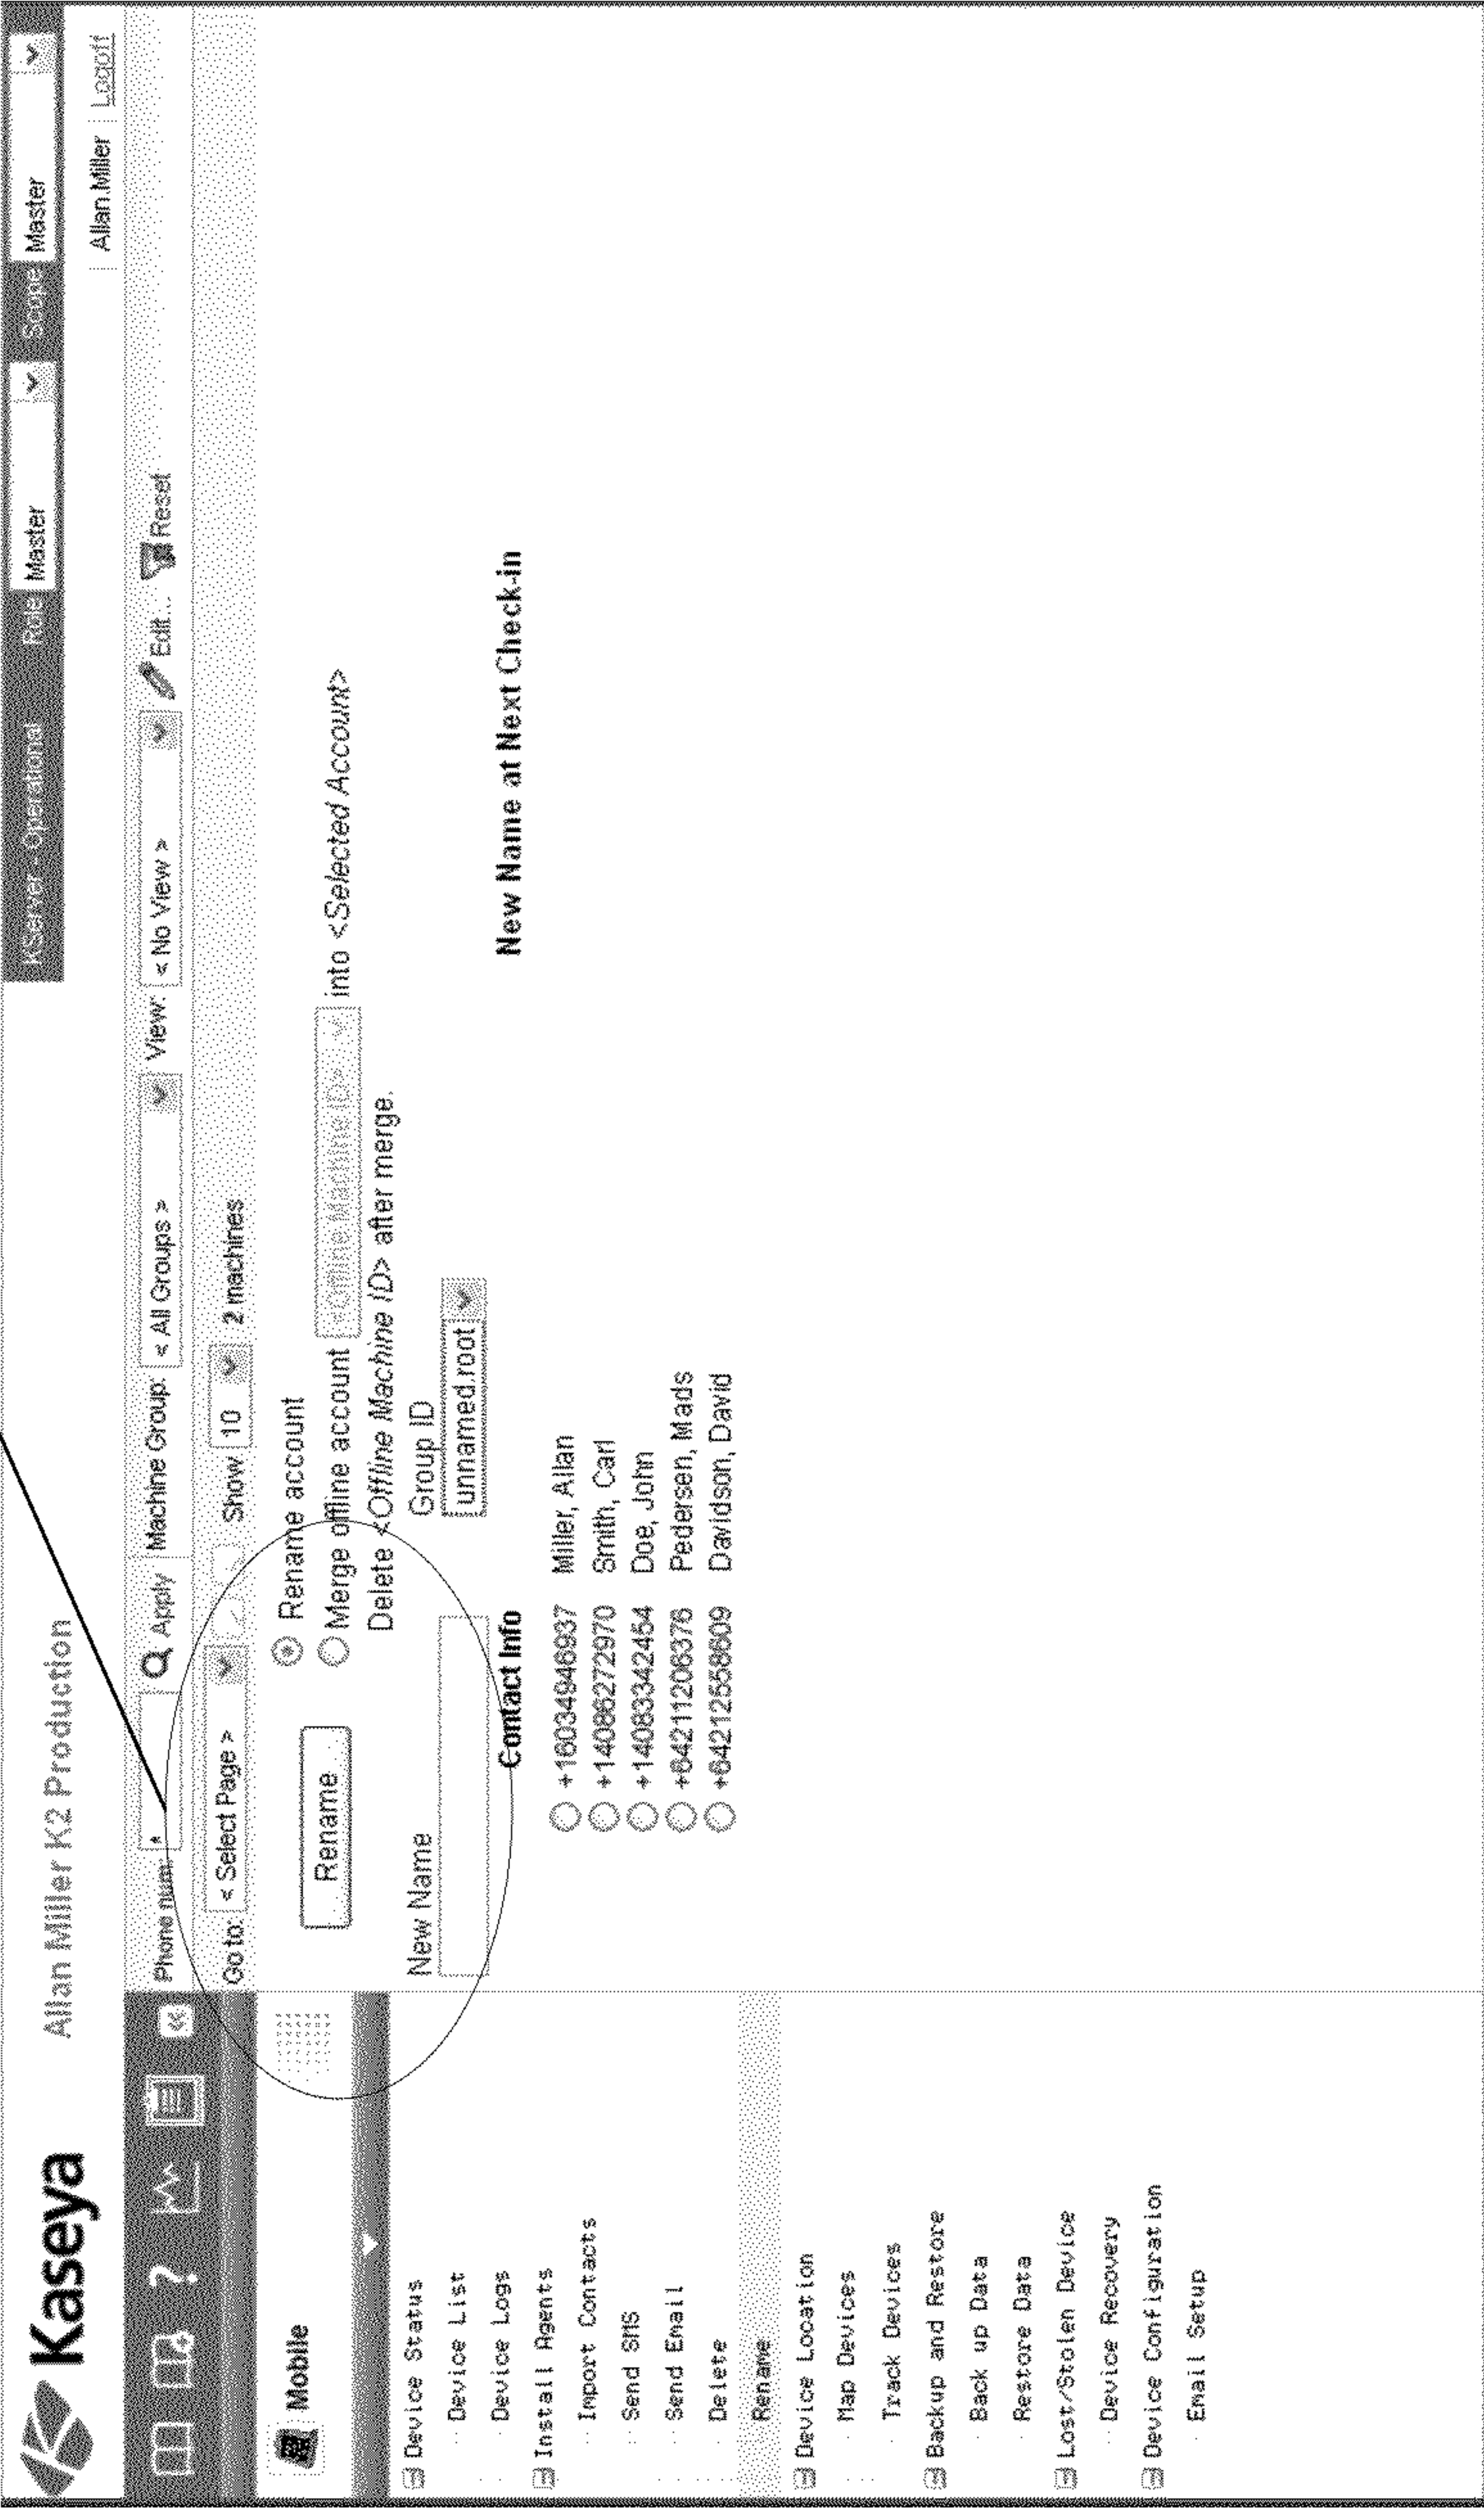 Kaseya
Allan Miller K2 Production
KServer - Operational Role Master Scope Master
Allan.Miller Logoff
Phone num: * Apply Machine Group: < All Groups > View: < No View > Edit... Reset
Go to: < Select Page > Show 10 2 machines
Mobile
Device Status
Device List
Device Logs
Install Agents
Import Contacts
Send SMS
Send Email
Delete
Rename
Device Location
Map Devices
Track Devices
Backup and Restore
Back up Data
Restore Data
Lost/Stolen Device
Device Recovery
Device Configuration
Email Setup
Rename
Rename account
Merge offline account <Offline Machine ID> into <Selected Account>
Delete <Offline Machine ID> after merge.
New Name Group ID
unnamed.root
Contact Info New Name at Next Check-in
+16034946937 Miller, Allan
+14086272970 Smith, Carl
+14083342454 Doe, John
+6421206376 Pedersen, Mads
+64212558609 Davidson, David